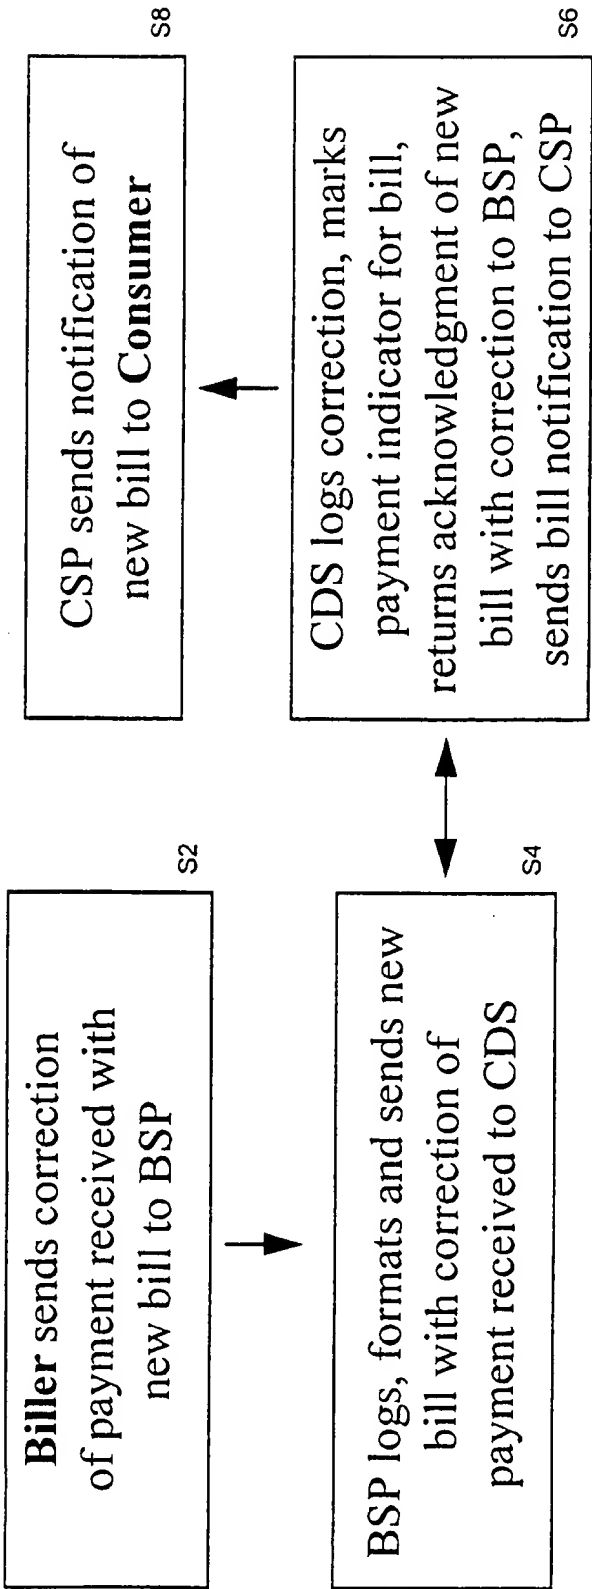 Biller sends correction
of payment received with
new bill to BSP
S2
BSP logs, formats and sends new
bill with correction of
payment received to CDS
S4
CDS logs correction, marks
payment indicator for bill,
returns acknowledgment of new
bill with correction to BSP,
sends bill notification to CSP
S6
CSP sends notification of
new bill to Consumer
S8